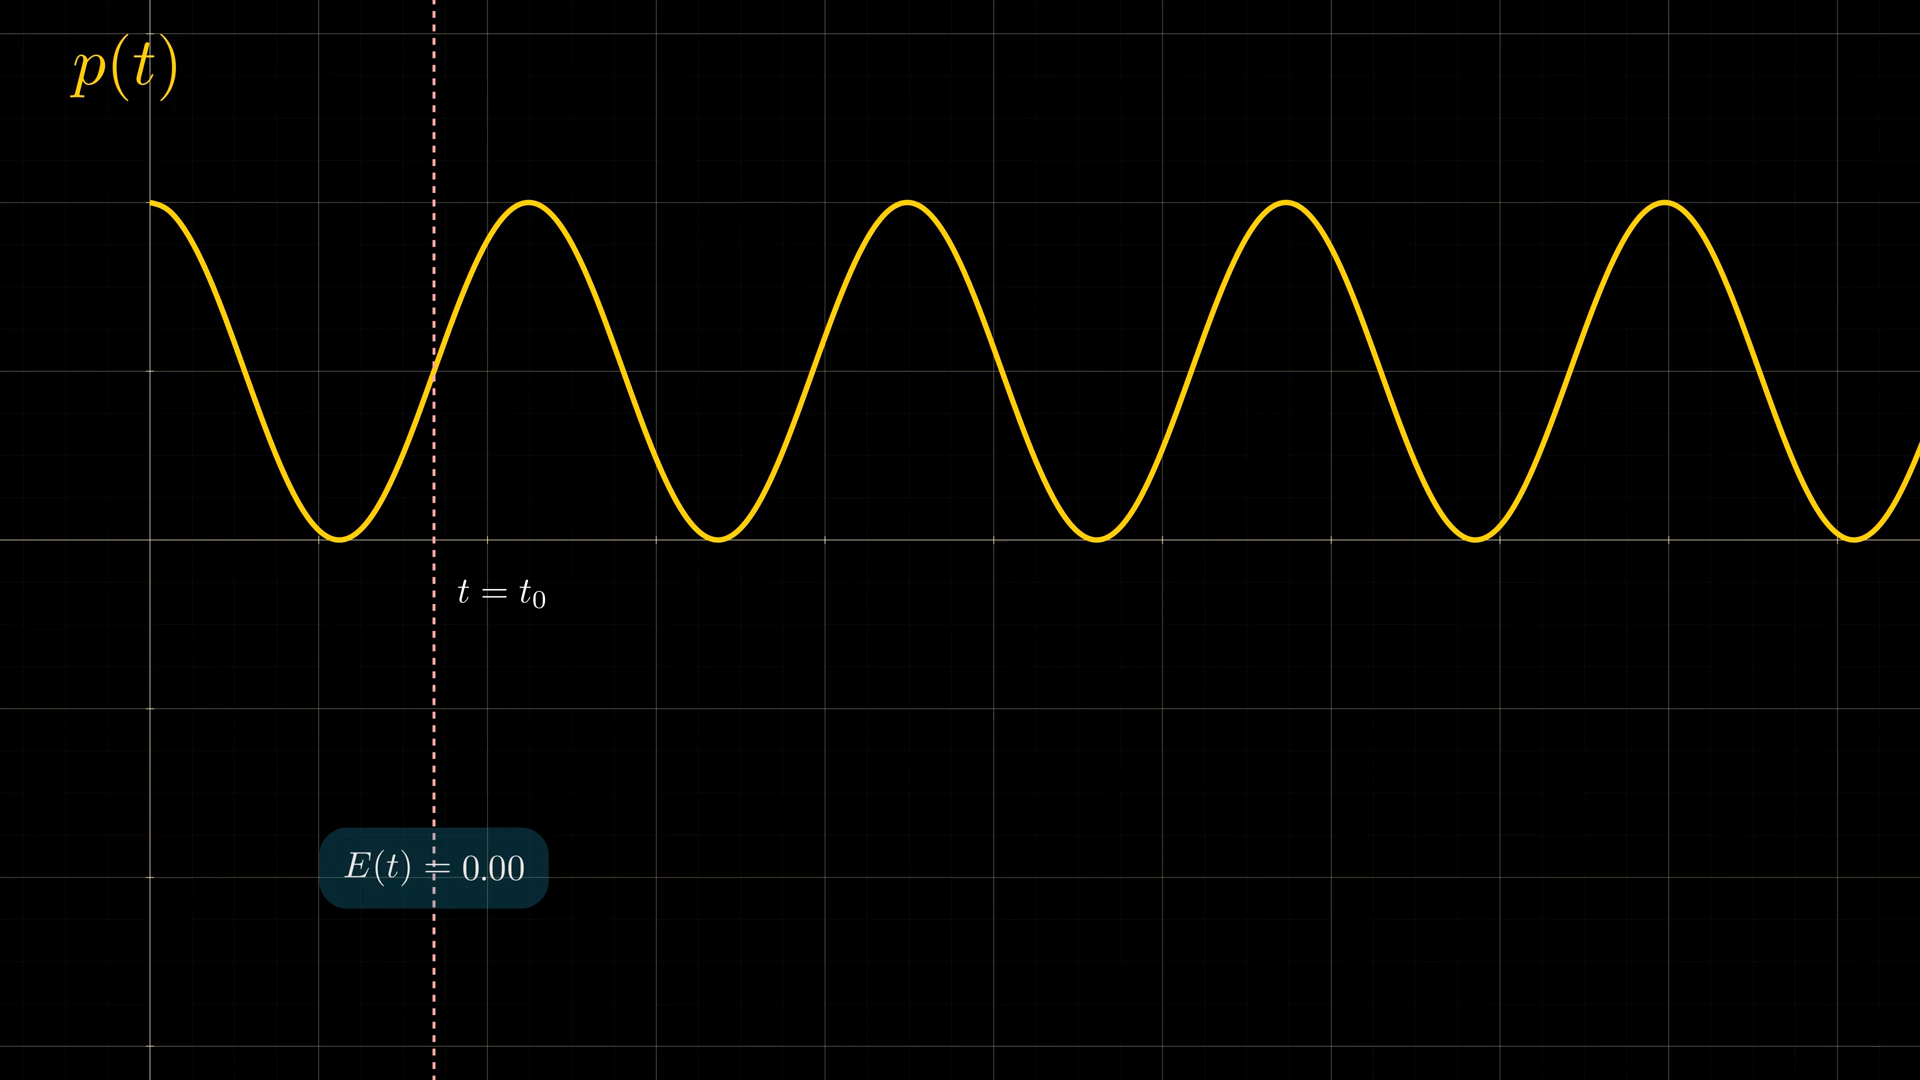 p(t)
t = t₀
E(t) = 0.00